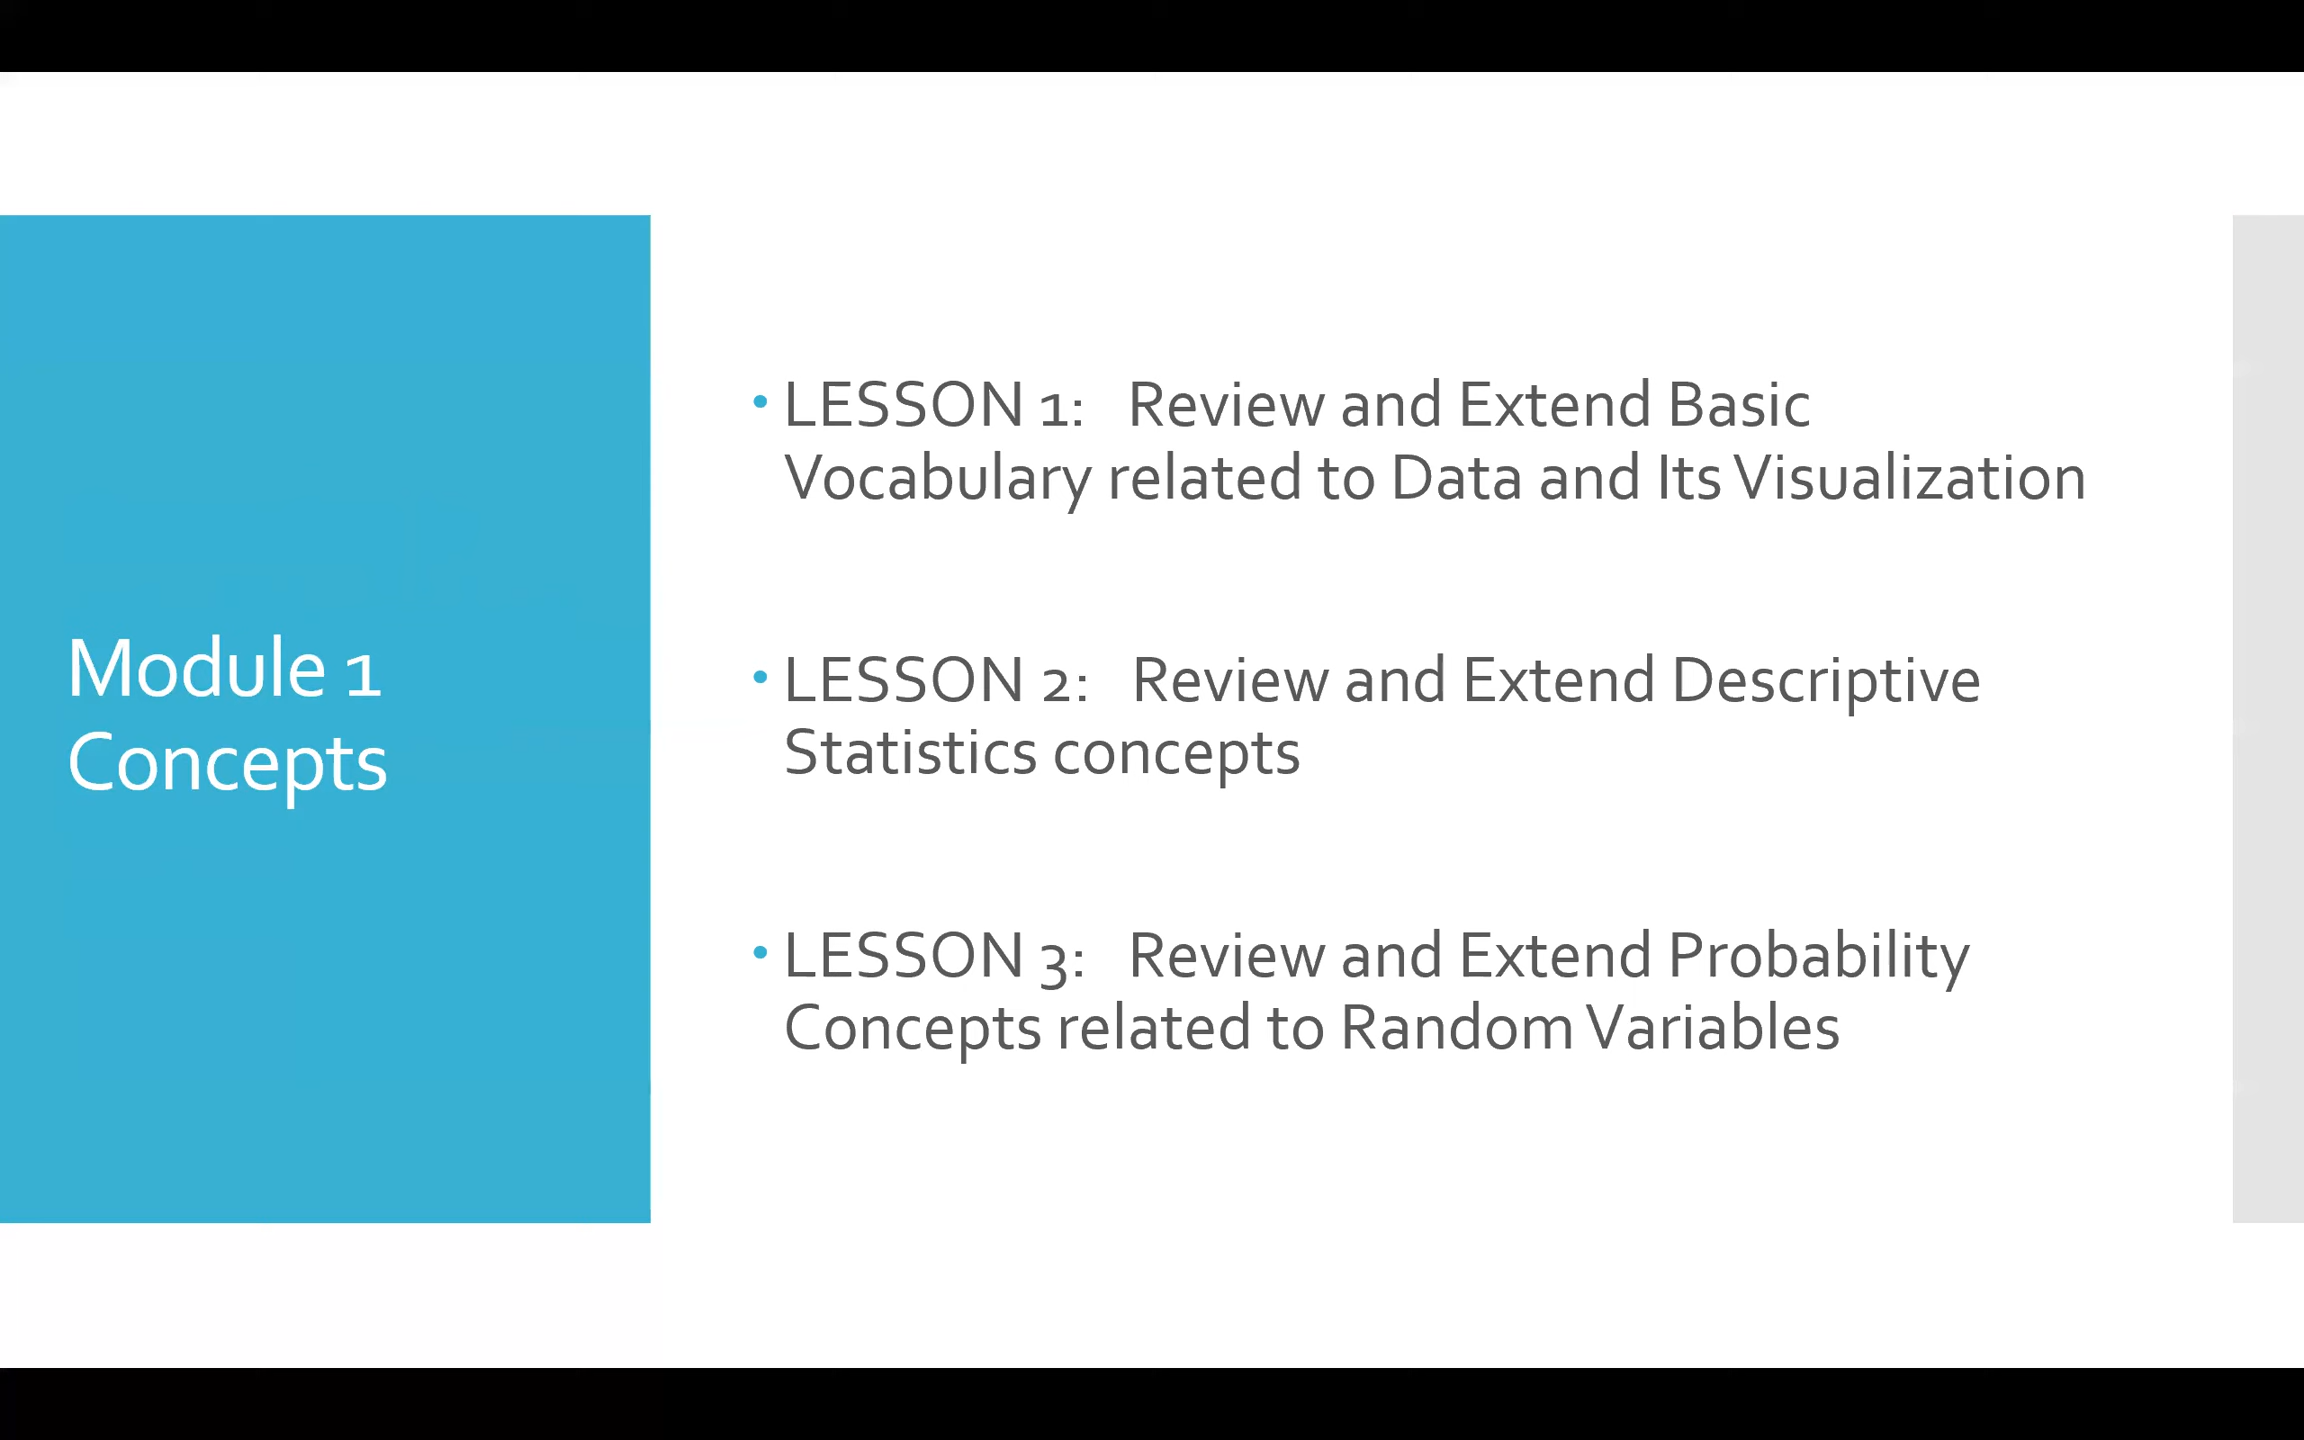 Module 1
Concepts
• LESSON 1: Review and Extend Basic
Vocabulary related to Data and Its Visualization
• LESSON 2: Review and Extend Descriptive
Statistics concepts
• LESSON 3: Review and Extend Probability
Concepts related to Random Variables